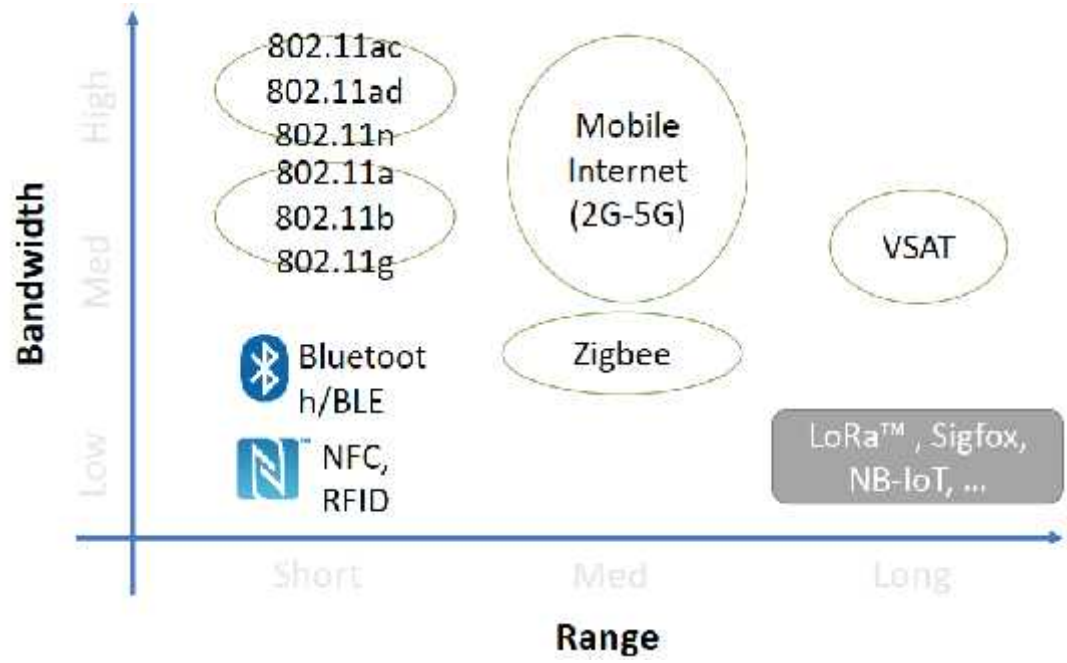 802.11ac
802.11ad
802.11n
802.11a
802.11b
802.11g
Mobile
Internet
(2G-5G)
VSAT
Bluetoot
h/BLE
Zigbee
NFC,
RFID
LoRa™ , Sigfox,
NB-IoT, ...
High
Med
Low
Bandwidth
Short
Med
Long
Range
™